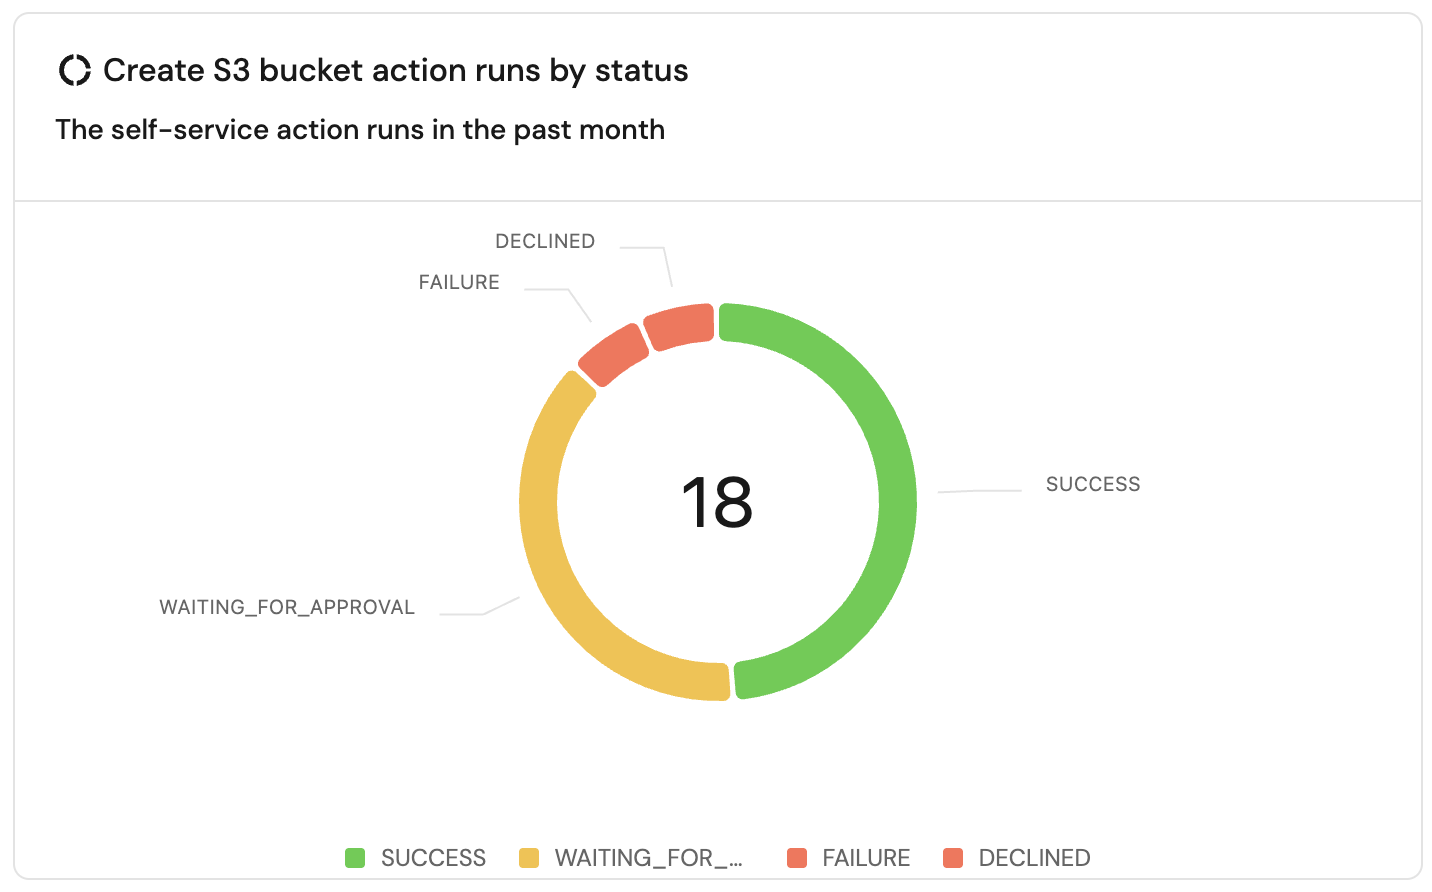 Create S3 bucket action runs by status
The self-service action runs in the past month
DECLINED
FAILURE
SUCCESS
18
WAITING_FOR_APPROVAL
SUCCESS WAITING_FOR_... FAILURE DECLINED